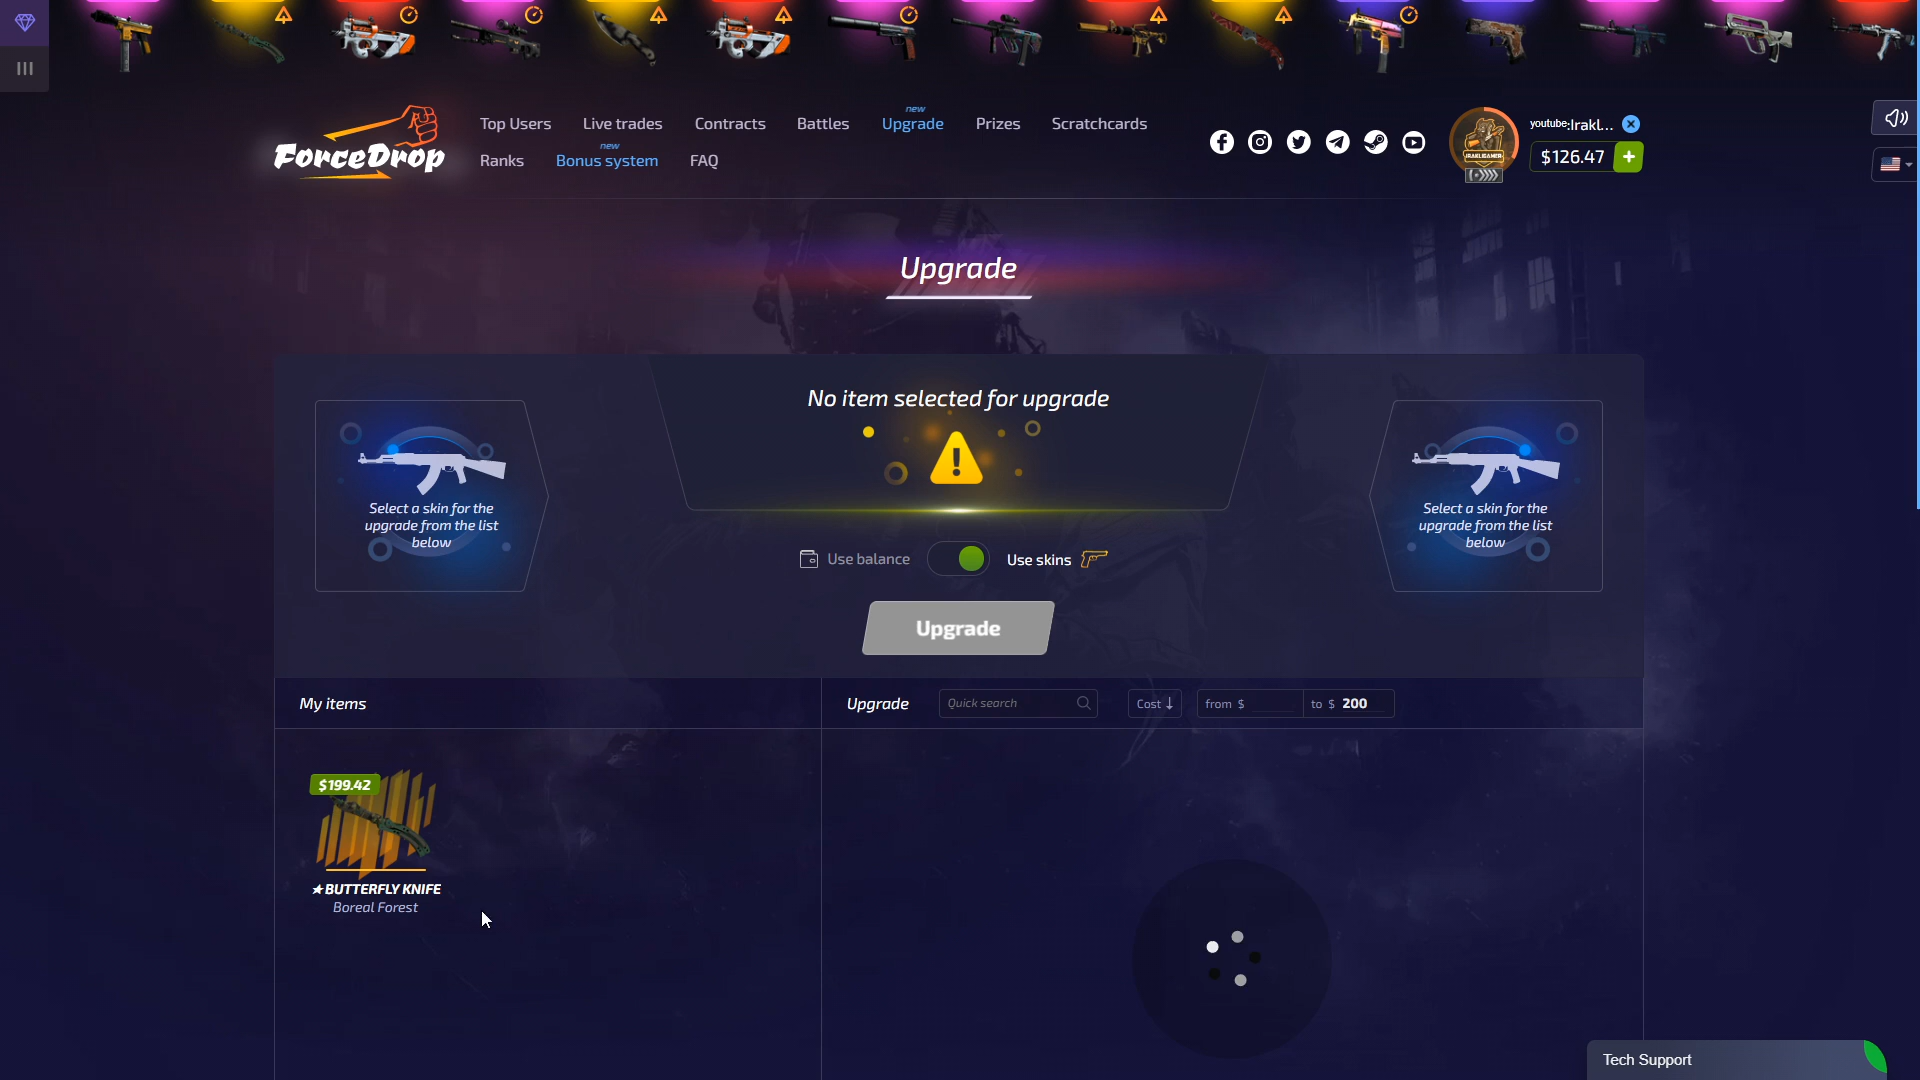 ForceDrop
Top Users
Live trades
Contracts
Battles
new
Upgrade
Prizes
Scratchcards
Ranks
new
Bonus system
FAQ
IRAKLIGAMER
youtube:Irakl...
$126.47
+
Upgrade
No item selected for upgrade
Select a skin for the
upgrade from the list
below
Select a skin for the
upgrade from the list
below
Use balance
Use skins
Upgrade
My items
Upgrade
Quick search
Cost
from $
to $ 200
$199.42
★ BUTTERFLY KNIFE
Boreal Forest
Tech Support